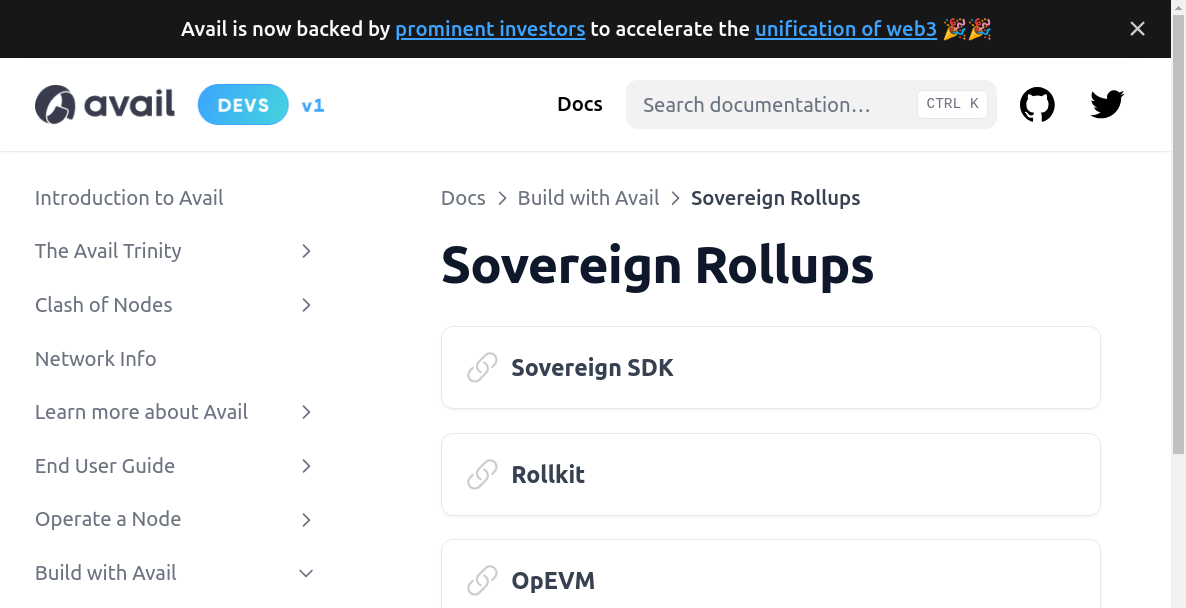 Avail is now backed by prominent investors to accelerate the unification of web3 🎉🎉
avail DEVS v1
Docs
Search documentation…
CTRL K
Introduction to Avail
The Avail Trinity
Clash of Nodes
Network Info
Learn more about Avail
End User Guide
Operate a Node
Build with Avail
Docs > Build with Avail > Sovereign Rollups
Sovereign Rollups
Sovereign SDK
Rollkit
OpEVM